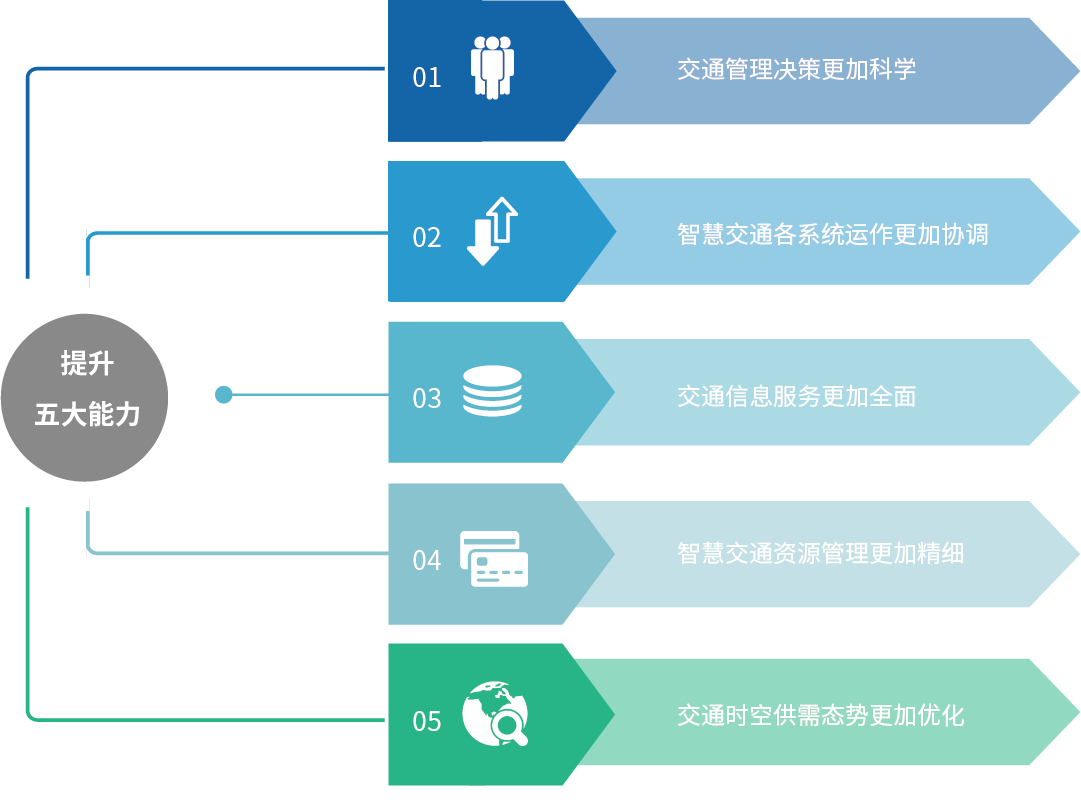 01
交通管理决策更加科学
02
智慧交通各系统运作更加协调
提升
五大能力
03
交通信息服务更加全面
04
智慧交通资源管理更加精细
05
交通时空供需态势更加优化